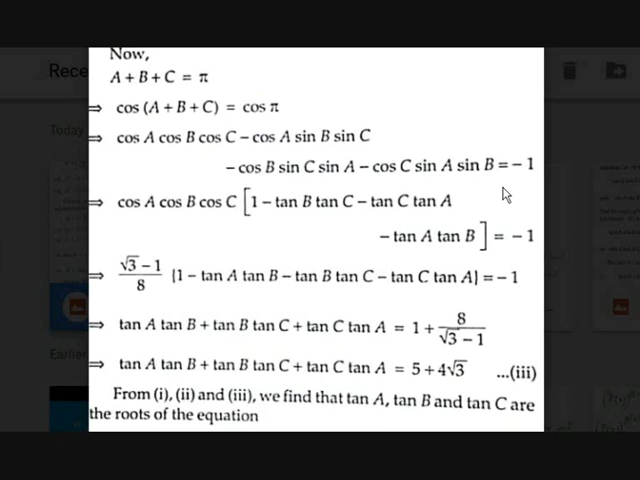 Now,
Rece
A + B + C = π
⇒ cos (A + B + C) = cos π
Today
⇒ cos A cos B cos C – cos A sin B sin C
– cos B sin C sin A – cos C sin A sin B = – 1
⇒ cos A cos B cos C [1 – tan B tan C – tan C tan A
– tan A tan B ] = – 1
⇒ √3 – 1 / 8 [1 – tan A tan B – tan B tan C – tan C tan A] = – 1
⇒ tan A tan B + tan B tan C + tan C tan A = 1 + 8 / √3 – 1
Earlier
⇒ tan A tan B + tan B tan C + tan C tan A = 5 + 4√3 ...(iii)
From (i), (ii) and (iii), we find that tan A, tan B and tan C are
the roots of the equation